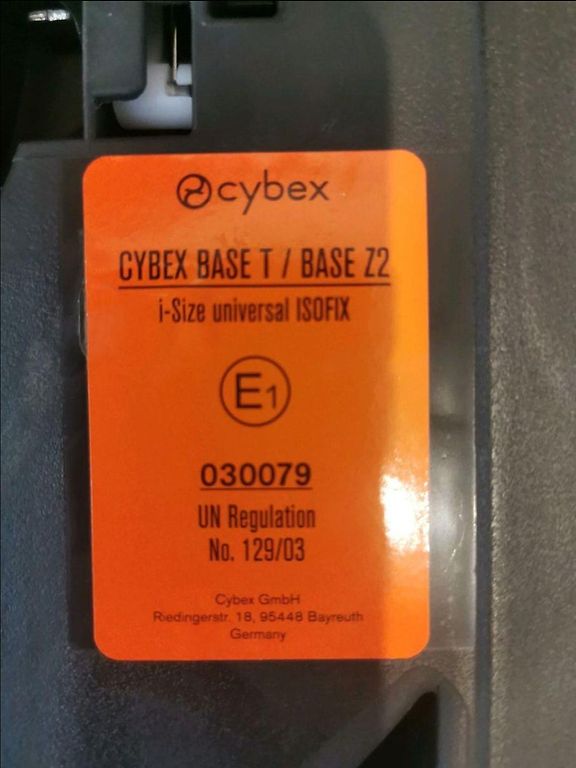 cybex
CYBEX BASE T / BASE Z2
i-Size universal ISOFIX
E1
030079
UN Regulation
No. 129/03
Cybex GmbH
Riedingerstr. 18, 95448 Bayreuth
Germany